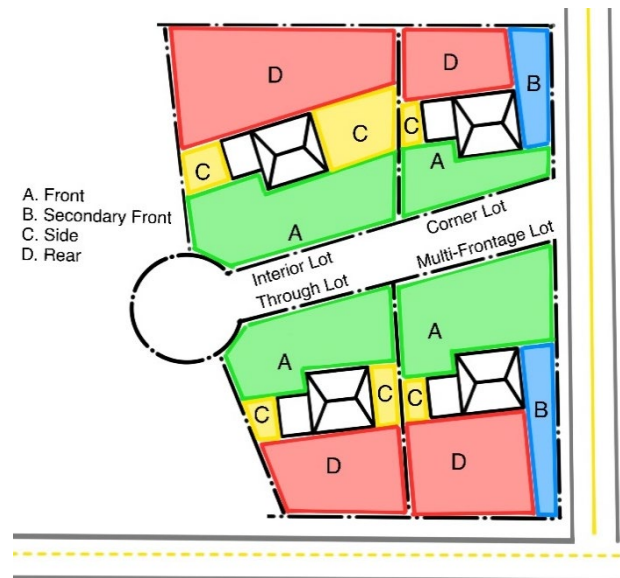 D
D
B
C
C
C
A
A. Front
B. Secondary Front
C. Side
D. Rear
A
Corner Lot
Interior Lot
Multi-Frontage Lot
Through Lot
A
A
C
C
C
B
D
D